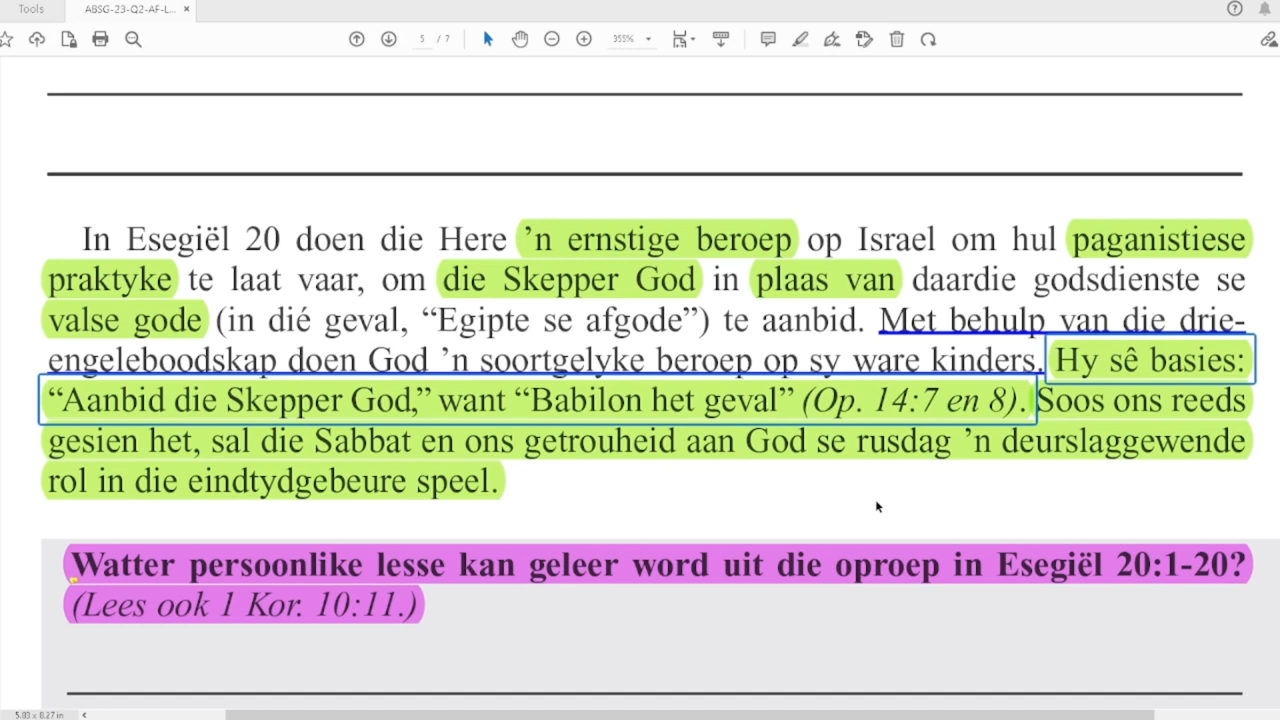 Tools
ABSG-23-Q2-AF-L... ×
5 / 7
355%
In Esegiël 20 doen die Here ’n ernstige beroep op Israel om hul paganistiese
praktyke te laat vaar, om die Skepper God in plaas van daardie godsdienste se
valse gode (in dié geval, “Egipte se afgode”) te aanbid. Met behulp van die drie-
engeleboodskap doen God ’n soortgelyke beroep op sy ware kinders. Hy sê basies:
“Aanbid die Skepper God,” want “Babilon het geval” (Op. 14:7 en 8). Soos ons reeds
gesien het, sal die Sabbat en ons getrouheid aan God se rusdag ’n deurslaggewende
rol in die eindtydgebeure speel.
Watter persoonlike lesse kan geleer word uit die oproep in Esegiël 20:1-20?
(Lees ook 1 Kor. 10:11.)
5.83 x 8.27 in